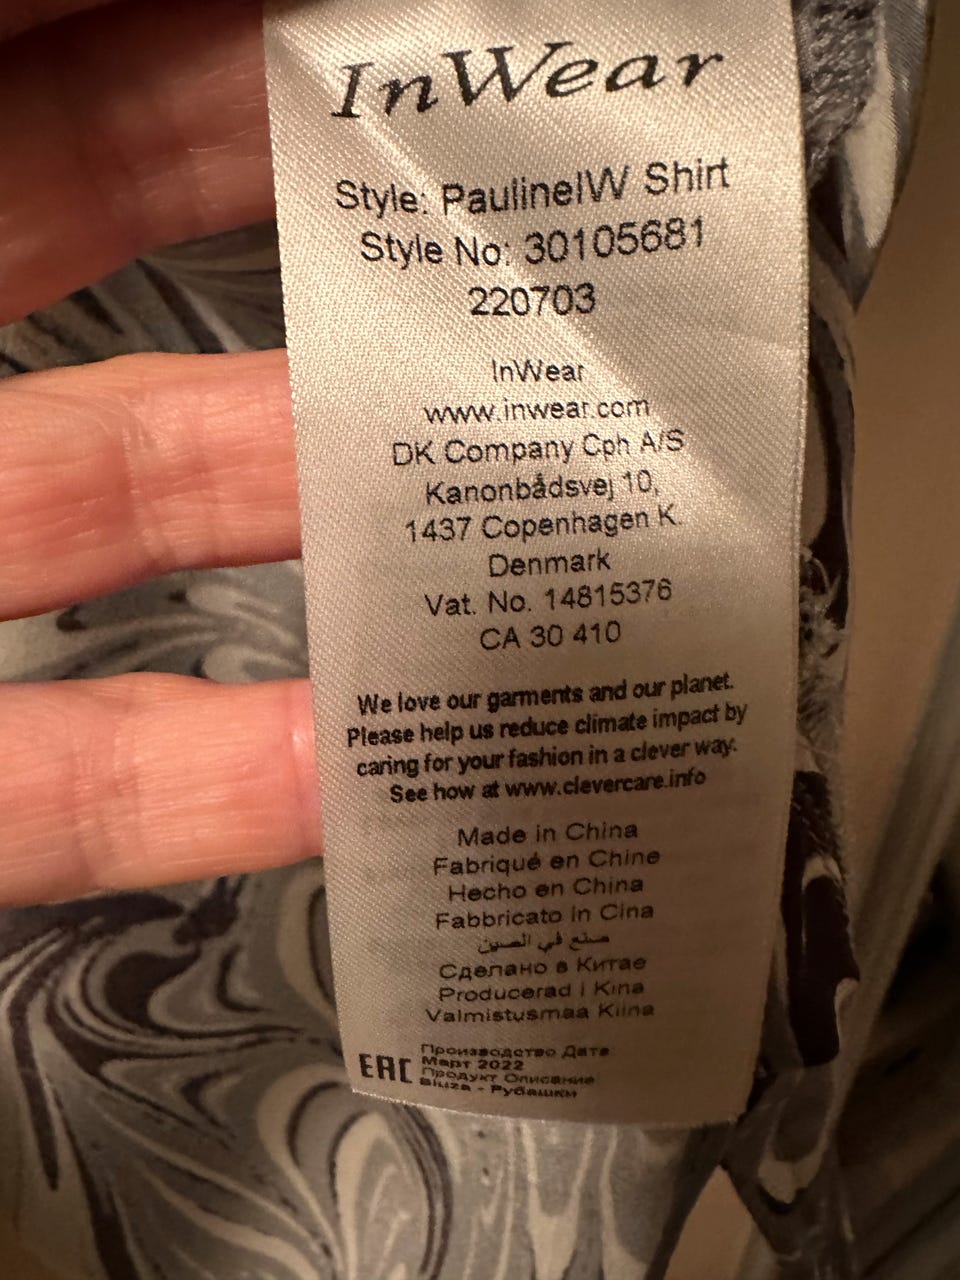 InWear
Style: PaulineIW Shirt
Style No: 30105681
220703
InWear
www.inwear.com
DK Company Cph A/S
Kanonbådsvej 10,
1437 Copenhagen K
Denmark
Vat. No. 14815376
CA 30 410
We love our garments and our planet.
Please help us reduce climate impact by
caring for your fashion in a clever way.
See how at www.clevercare.info
Made in China
Fabriqué en Chine
Hecho en China
Fabbricato in Cina
صنع في الصين
Сделано в Китае
Producerad i Kina
Valmistusmaa Kiina
EAC
Производство Дата
Март 2022
Продукт Описание
Bluza - Рубашки